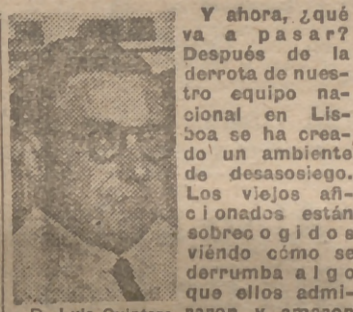 Y ahora, ¿qué
va a pasar?
Después de la
derrota de nues-
tro equipo na-
cional en Lis-
boa se ha crea-
do un ambiente
de desasosiego.
Los viejos afi-
cionados están
sobrecogidos
viéndo cómo se
derrumba algo
que ellos admi-